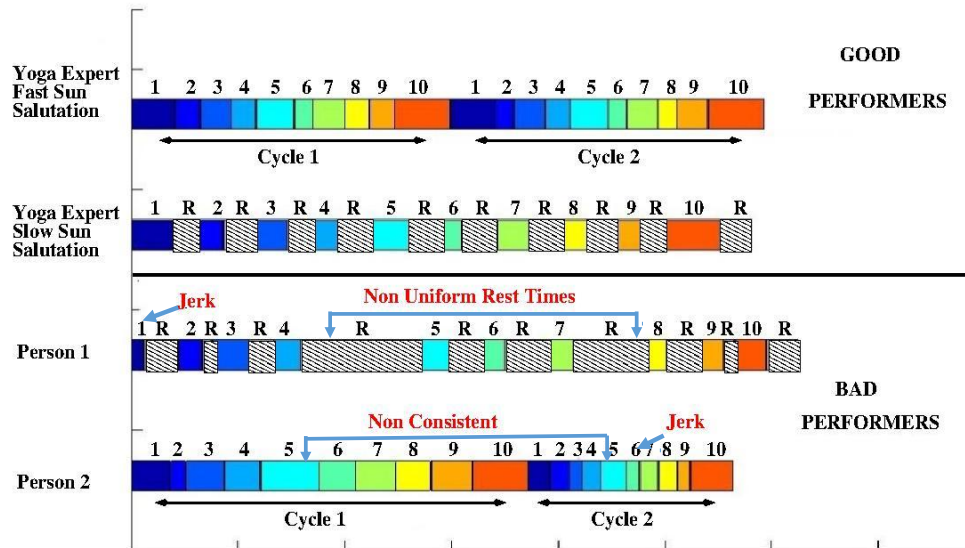 GOOD
PERFORMERS
Yoga Expert
Fast Sun
Salutation
1 2 3 4 5 6 7 8 9 10 1 2 3 4 5 6 7 8 9 10
Cycle 1 Cycle 2
Yoga Expert
Slow Sun
Salutation
1 R 2 R 3 R 4 R 5 R 6 R 7 R 8 R 9 R 10 R
Jerk
Non Uniform Rest Times
Person 1
1 R 2 R 3 R 4 R 5 R 6 R 7 R 8 R 9 R 10 R
BAD
PERFORMERS
Non Consistent
Jerk
Person 2
1 2 3 4 5 6 7 8 9 10 1 2 3 4 5 6 7 8 9 10
Cycle 1 Cycle 2